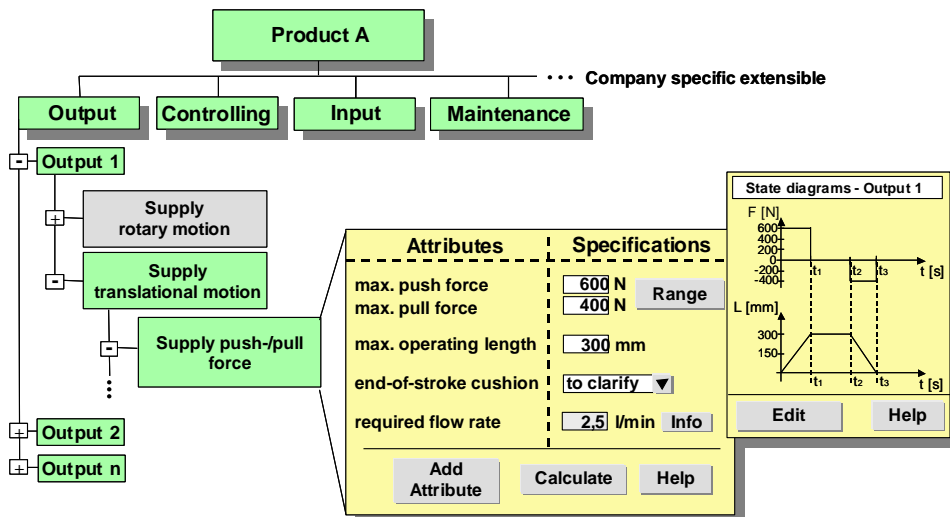 Product A
... Company specific extensible
Output
Controlling
Input
Maintenance
- Output 1
+ Supply
rotary motion
- Supply
translational motion
- Supply push-/pull
force
+ Output 2
+ Output n
Attributes
Specifications
max. push force
600 N
Range
max. pull force
400 N
max. operating length
300 mm
end-of-stroke cushion
to clarify
required flow rate
2,5 l/min
Info
Add
Attribute
Calculate
Help
State diagrams - Output 1
F [N]
600
400
200
0
-200
-400
t1
t2
t3
t [s]
L [mm]
300
150
t1
t2
t3
t [s]
Edit
Help